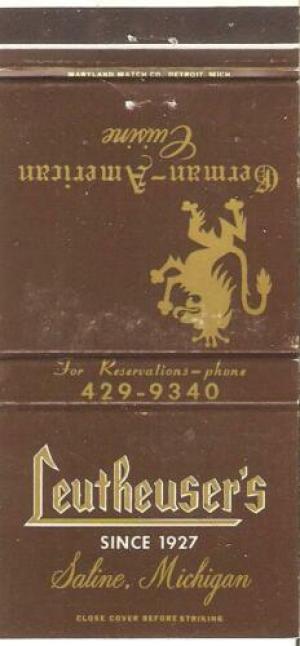 MARYLAND MATCH CO. DETROIT, MICH.
German-American
Cuisine
For Reservations-phone
429-9340
Leutheuser's
SINCE 1927
Saline, Michigan
CLOSE COVER BEFORE STRIKING